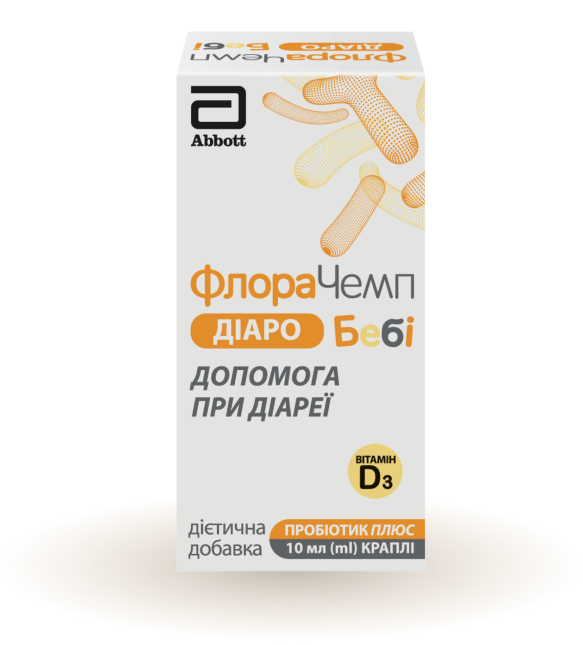 ФлораЧемп ДІАРО Бебі
Abbott
ФлораЧемп
ДІАРО Бебі
ДОПОМОГА
ПРИ ДІАРЕЇ
ВІТАМІН
D3
дієтична
добавка
ПРОБІОТИК ПЛЮС
10 мл (ml) КРАПЛІ